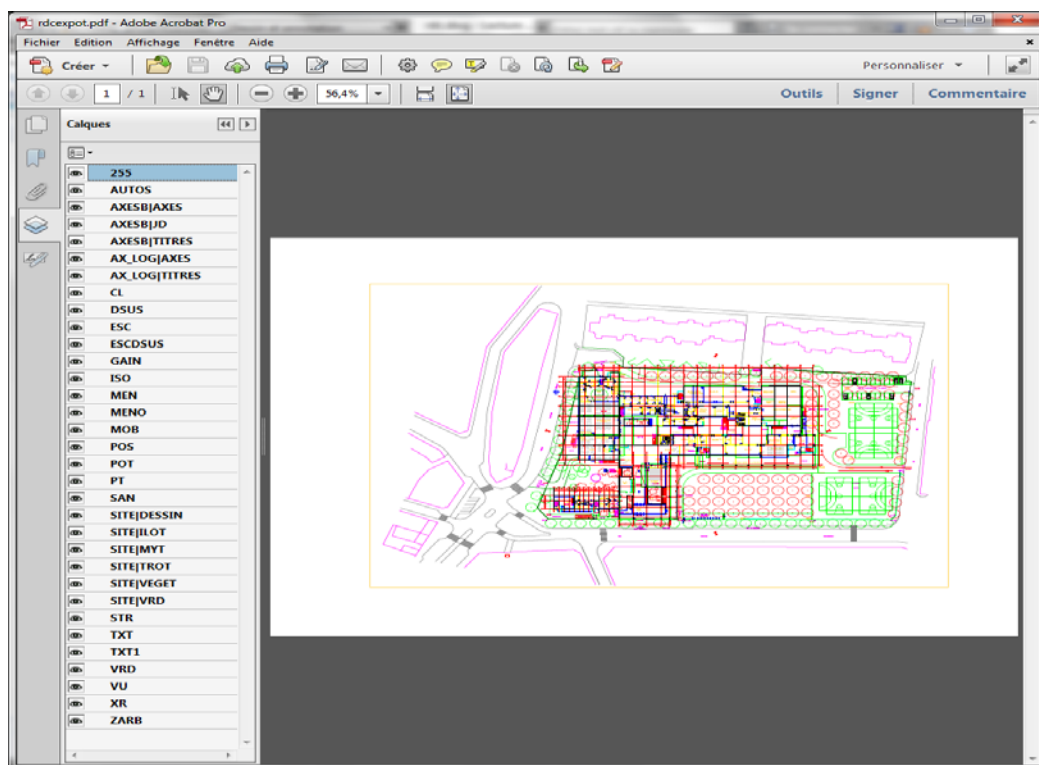 rdcexpot.pdf - Adobe Acrobat Pro
Fichier Edition Affichage Fenêtre Aide
Créer Personnaliser
1 / 1 56,4% Outils Signer Commentaire
Calques
255
AUTOS
AXESB|AXES
AXESB|JD
AXESB|TITRES
AX_LOG|AXES
AX_LOG|TITRES
CL
DSUS
ESC
ESCDSUS
GAIN
ISO
MEN
MENO
MOB
POS
POT
PT
SAN
SITE|DESSIN
SITE|ILOT
SITE|MYT
SITE|TROT
SITE|VEGET
SITE|VRD
STR
TXT
TXT1
VRD
VU
XR
ZARB